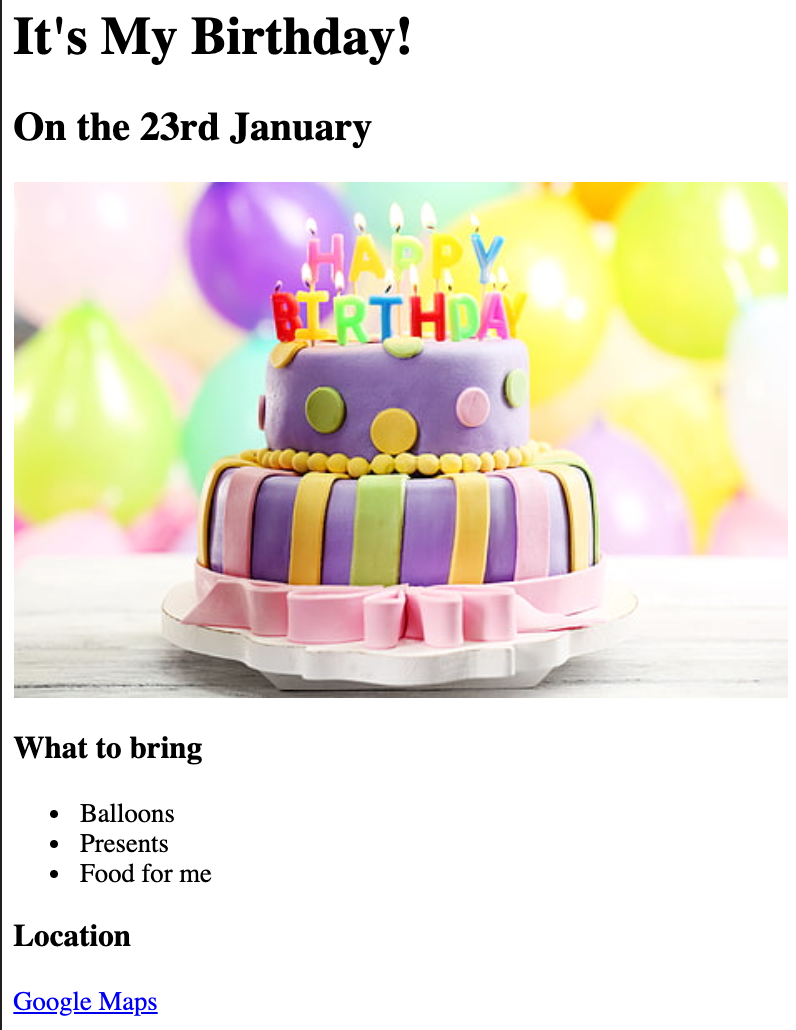 It's My Birthday!
On the 23rd January
HAPPY
BIRTHDAY
What to bring
• Balloons
• Presents
• Food for me
Location
Google Maps